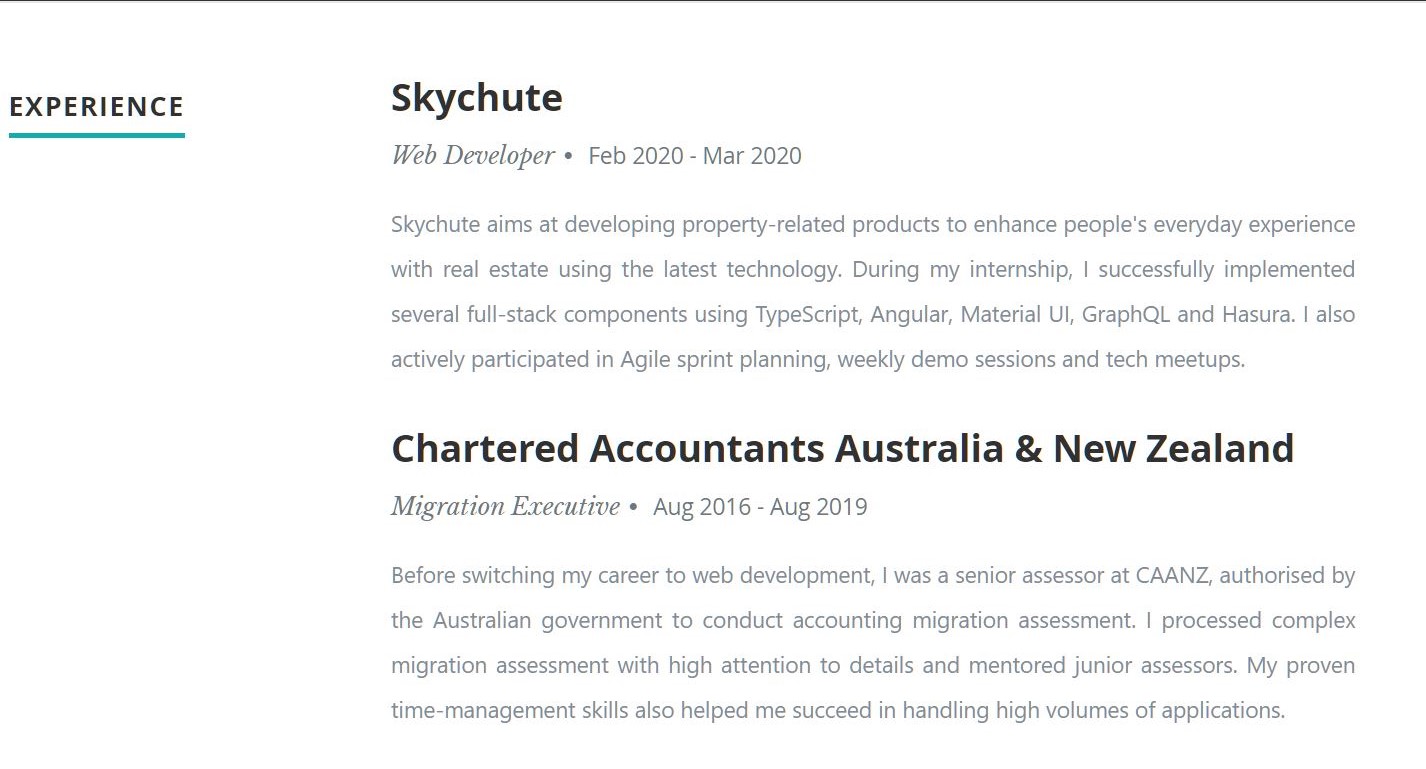 EXPERIENCE
Skychute
Web Developer • Feb 2020 - Mar 2020
Skychute aims at developing property-related products to enhance people's everyday experience
with real estate using the latest technology. During my internship, I successfully implemented
several full-stack components using TypeScript, Angular, Material UI, GraphQL and Hasura. I also
actively participated in Agile sprint planning, weekly demo sessions and tech meetups.
Chartered Accountants Australia & New Zealand
Migration Executive • Aug 2016 - Aug 2019
Before switching my career to web development, I was a senior assessor at CAANZ, authorised by
the Australian government to conduct accounting migration assessment. I processed complex
migration assessment with high attention to details and mentored junior assessors. My proven
time-management skills also helped me succeed in handling high volumes of applications.